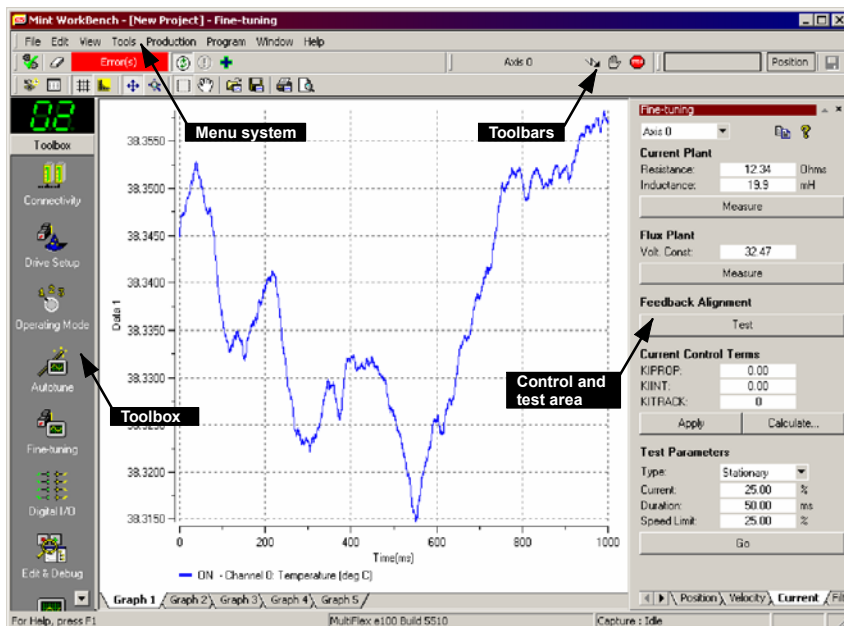 Mint WorkBench - [New Project] - Fine-tuning
File Edit View Tools Production Program Window Help
Error(s) Axis 0 STOP Position
Menu system
Toolbars
Toolbox
Connectivity
Drive Setup
Operating Mode
Autotune
Fine-tuning
Digital I/O
Edit & Debug
Toolbox
38.3550
38.3500
38.3450
38.3400
38.3350
38.3300
38.3250
38.3200
38.3150
Data 1
0 200 400 600 800 1000
Time(ms)
ON - Channel 0: Temperature (deg C)
Graph 1 Graph 2 Graph 3 Graph 4 Graph 5
Control and
test area
Fine-tuning
Axis 0
Current Plant
Resistance: 12.34 Ohms
Inductance: 19.9 mH
Measure
Flux Plant
Volt. Const: 32.47
Measure
Feedback Alignment
Test
Current Control Terms
KIPROP: 0.00
KIINT: 0.00
KITRACK: 0
Apply Calculate...
Test Parameters
Type: Stationary
Current: 25.00 %
Duration: 50.00 ms
Speed Limit: 25.00 %
Go
Position Velocity Current Fil
For Help, press F1 MultiFlex e100 Build 5510 Capture : Idle